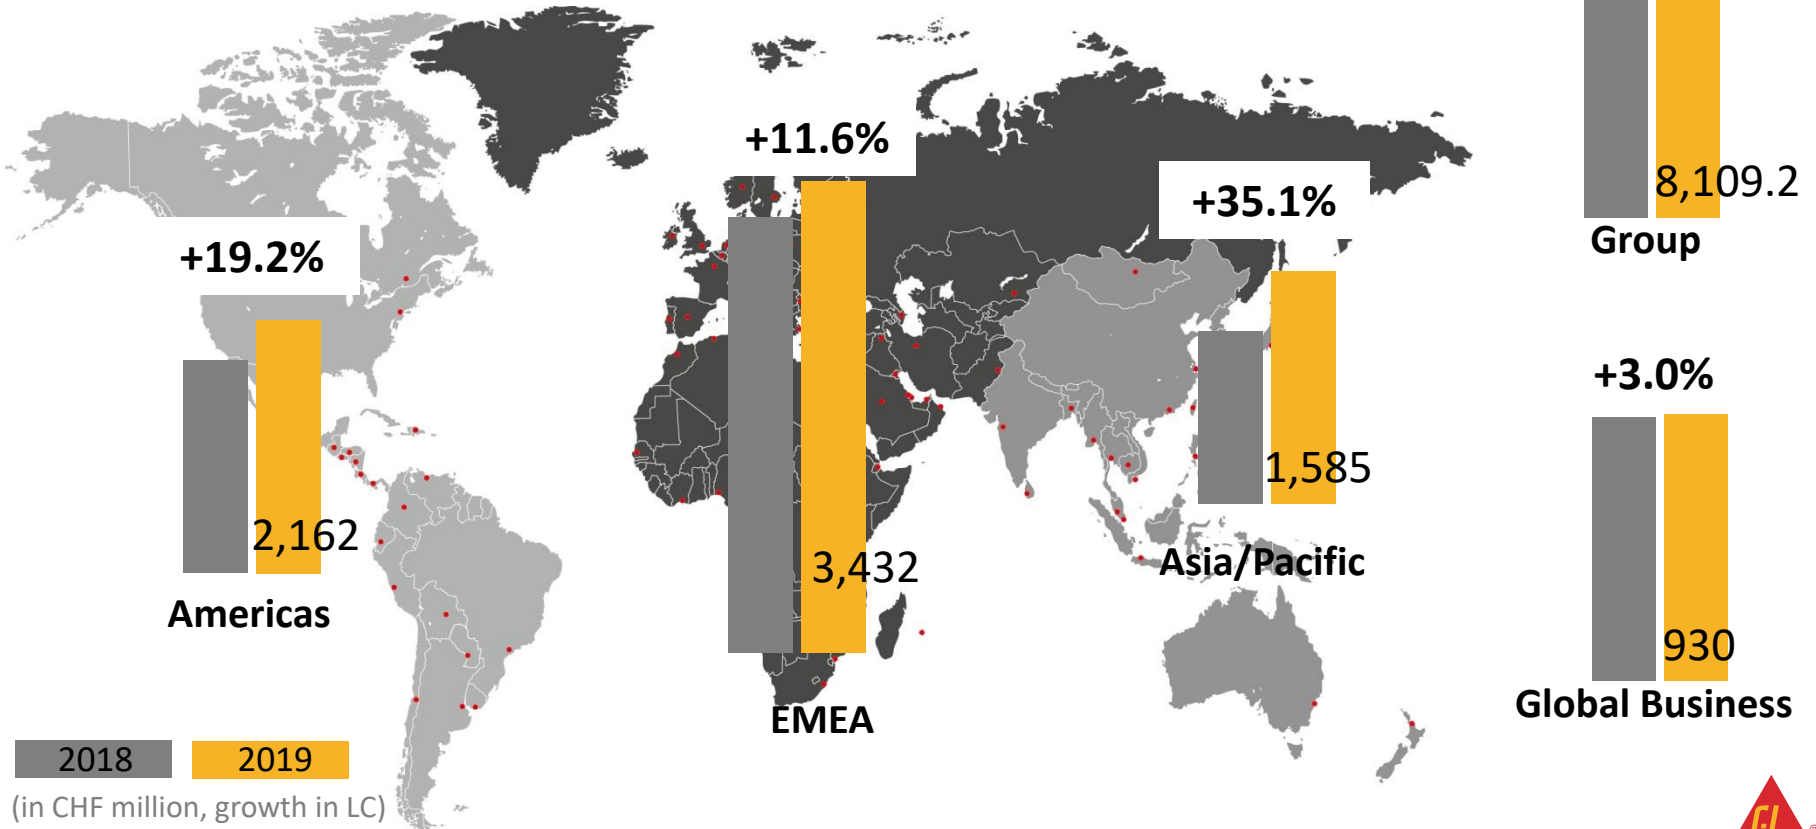 +11.6%
8,109.2
+35.1%
Group
+19.2%
+3.0%
1,585
2,162
Asia/Pacific
3,432
Americas
930
Global Business
EMEA
2018
2019
(in CHF million, growth in LC)